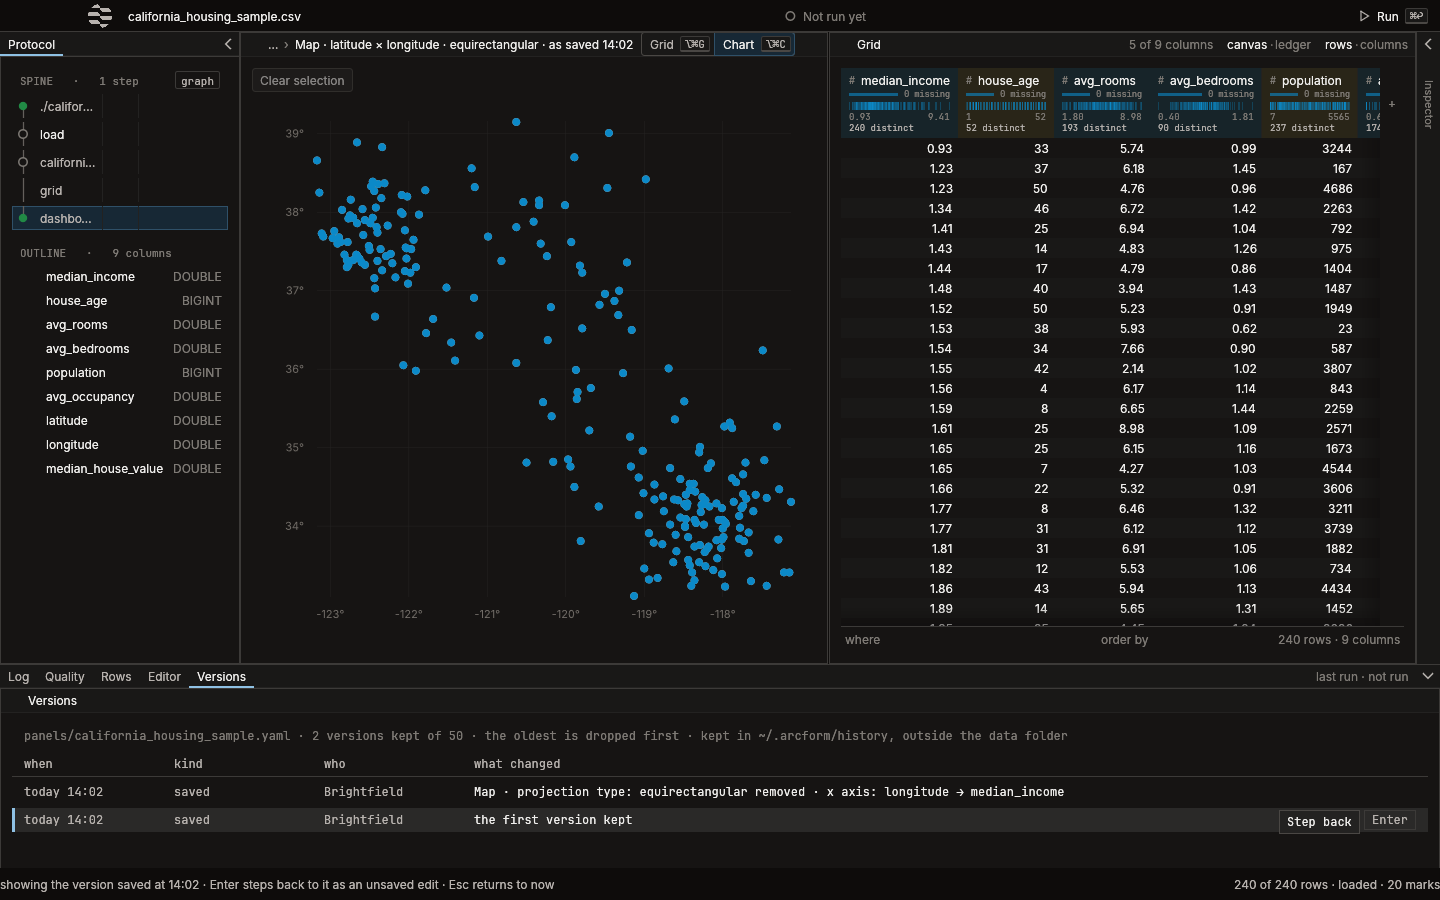 california_housing_sample.csv
Not run yet
Run
Protocol
... › Map · latitude × longitude · equirectangular · as saved 14:02
Grid ⌥⌘G
Chart ⌥⌘C
Grid
5 of 9 columns
canvas · ledger
rows · columns
SPINE · 1 step
graph
./califor...
load
californi...
grid
dashbo...
OUTLINE · 9 columns
median_income DOUBLE
house_age BIGINT
avg_rooms DOUBLE
avg_bedrooms DOUBLE
population BIGINT
avg_occupancy DOUBLE
latitude DOUBLE
longitude DOUBLE
median_house_value DOUBLE
Clear selection
39°
38°
37°
36°
35°
34°
-123° -122° -121° -120° -119° -118°
# median_income # house_age # avg_rooms # avg_bedrooms # population #
0 missing 0 missing 0 missing 0 missing 0 missing
0.93 9.41 1 52 1.80 8.98 0.40 1.81 7 5565
240 distinct 52 distinct 193 distinct 90 distinct 237 distinct 174
+
0.93 33 5.74 0.99 3244
1.23 37 6.18 1.45 167
1.23 50 4.76 0.96 4686
1.34 46 6.72 1.42 2263
1.41 25 6.94 1.04 792
1.43 14 4.83 1.26 975
1.44 17 4.79 0.86 1404
1.48 40 3.94 1.43 1487
1.52 50 5.23 0.91 1949
1.53 38 5.93 0.62 23
1.54 34 7.66 0.90 587
1.55 42 2.14 1.02 3807
1.56 4 6.17 1.14 843
1.59 8 6.65 1.44 2259
1.61 25 8.98 1.09 2571
1.65 25 6.15 1.16 1673
1.65 7 4.27 1.03 4544
1.66 22 5.32 0.91 3606
1.77 8 6.46 1.32 3211
1.77 31 6.12 1.12 3739
1.81 31 6.91 1.05 1882
1.82 12 5.53 1.06 734
1.86 43 5.94 1.13 4434
1.89 14 5.65 1.31 1452
where
order by
240 rows · 9 columns
Inspector
Log Quality Rows Editor Versions
last run · not run
Versions
panels/california_housing_sample.yaml · 2 versions kept of 50 · the oldest is dropped first · kept in ~/.arcform/history, outside the data folder
when kind who what changed
today 14:02 saved Brightfield Map · projection type: equirectangular removed · x axis: longitude → median_income
today 14:02 saved Brightfield the first version kept
Step back Enter
showing the version saved at 14:02 · Enter steps back to it as an unsaved edit · Esc returns to now
240 of 240 rows · loaded · 20 marks